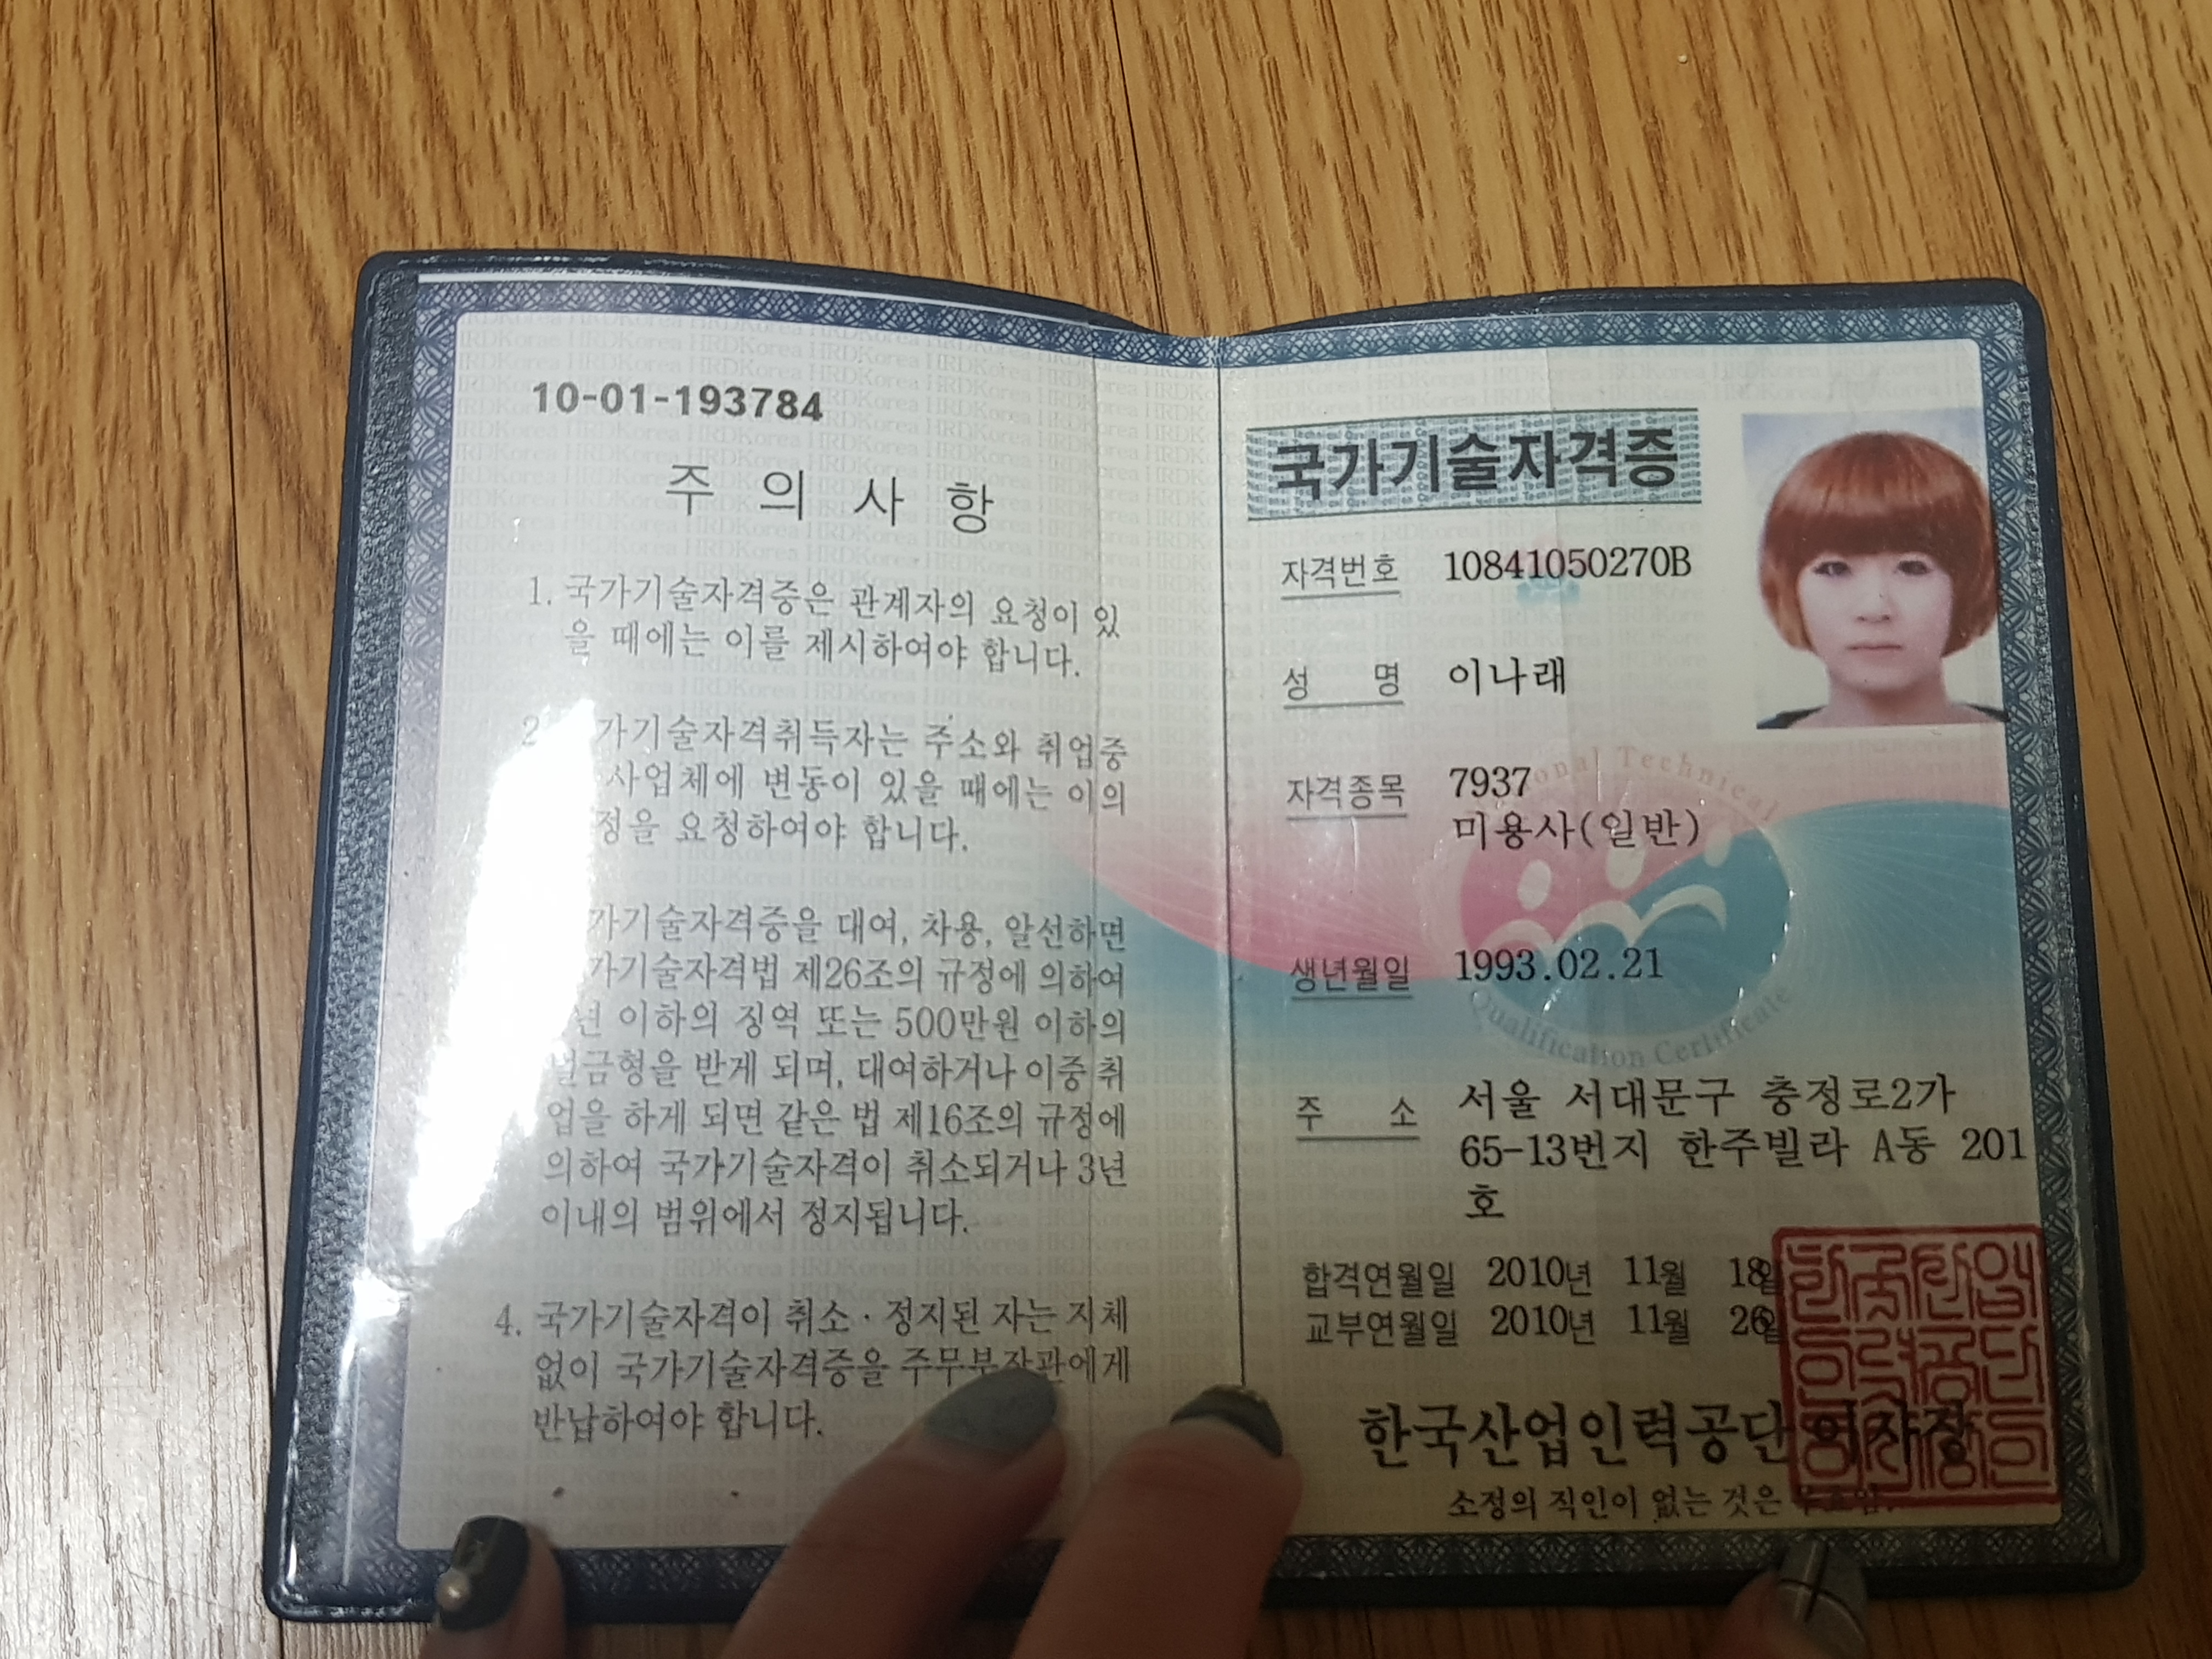 10-01-193784
주 의 사 항
1. 국가기술자격증은 관계자의 요청이 있
을 때에는 이를 제시하여야 합니다.
가기술자격취득자는 주소와 취업중
사업체에 변동이 있을 때에는 이의
정을 요청하여야 합니다.
가기술자격증을 대여, 차용, 알선하면
가기술자격법 제26조의 규정에 의하여
년 이하의 징역 또는 500만원 이하의
벌금형을 받게 되며, 대여하거나 이중 취
업을 하게 되면 같은 법 제16조의 규정에
의하여 국가기술자격이 취소되거나 3년
이내의 범위에서 정지됩니다.
4. 국가기술자격이 취소·정지된 자는 지체
없이 국가기술자격증을 주무부장관에게
반납하여야 합니다.
국가기술자격증
자격번호 10841050270B
성 명 이나래
자격종목 7937
미용사(일반)
생년월일 1993.02.21
주 소 서울 서대문구 충정로2가
65-13번지 한주빌라 A동 201
호
합격연월일 2010년 11월 18일
교부연월일 2010년 11월 26일
한국산업인력공단 이사장
소정의 직인이 없는 것은
Technical
Qualification Certificate